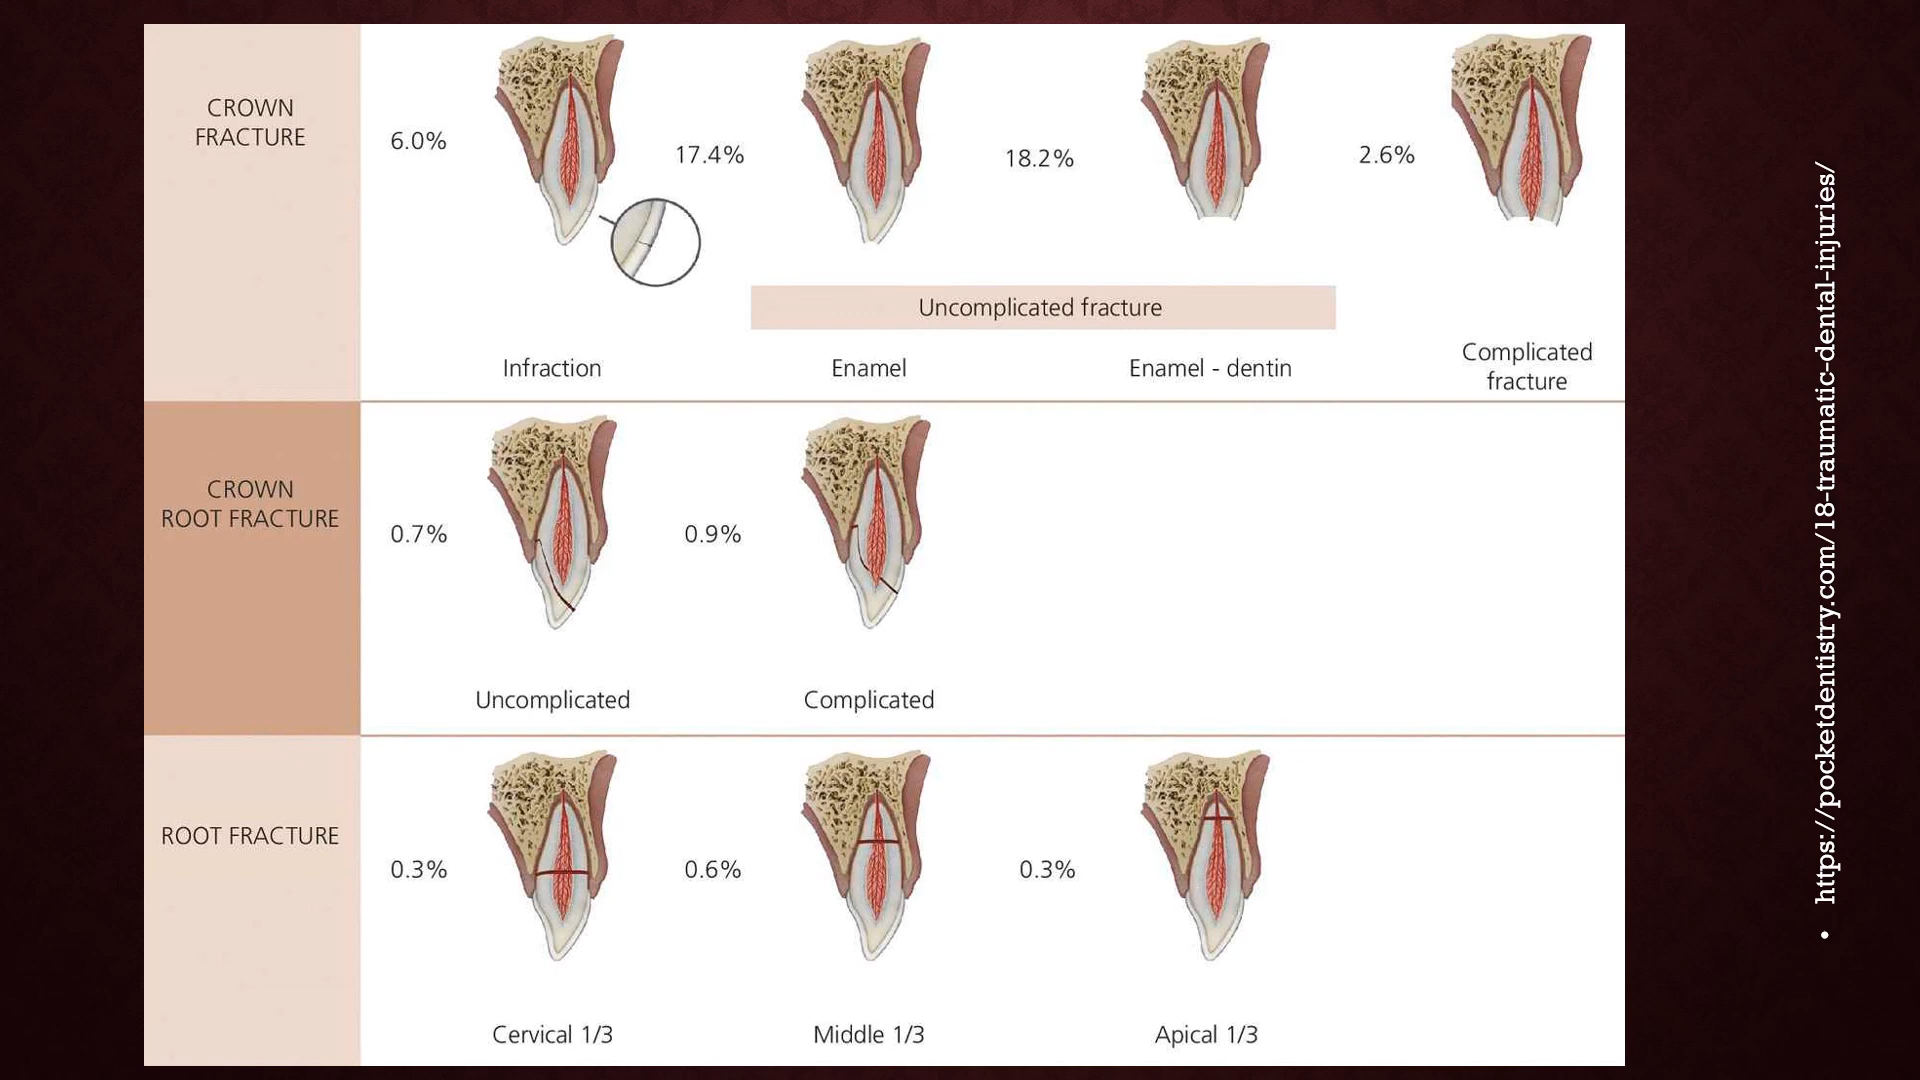 CROWN
FRACTURE
6.0%
17.4%
18.2%
2.6%
Uncomplicated fracture
Infraction
Enamel
Enamel - dentin
Complicated
fracture
CROWN
ROOT FRACTURE
0.7%
0.9%
Uncomplicated
Complicated
ROOT FRACTURE
0.3%
0.6%
0.3%
Cervical 1/3
Middle 1/3
Apical 1/3
• https://pocketdentistry.com/18-traumatic-dental-injuries/